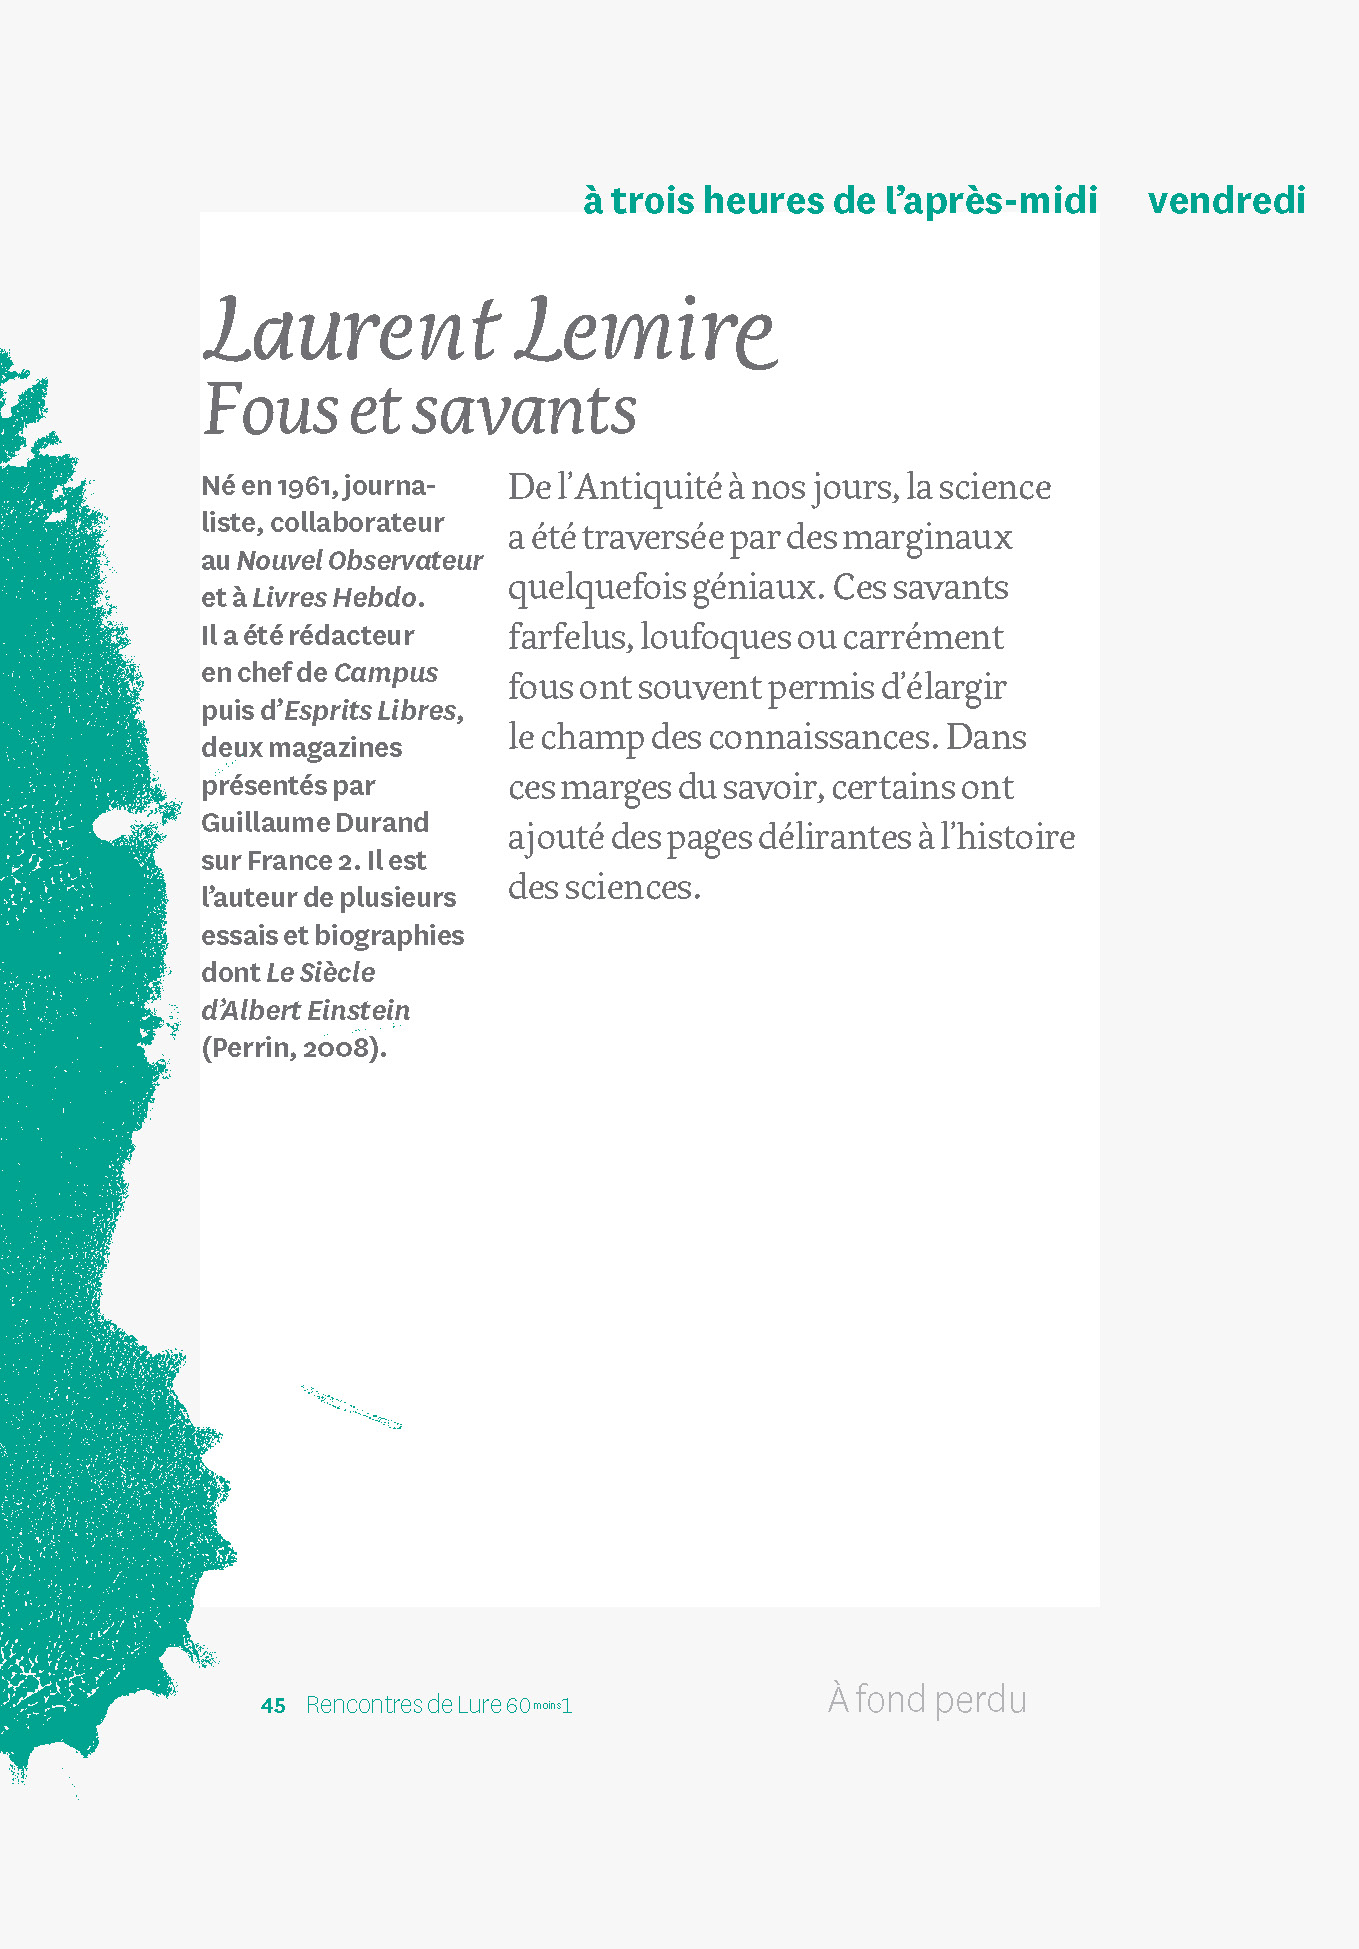 à trois heures de l’après-midi vendredi
Laurent Lemire
Fous et savants
Né en 1961, journa-
liste, collaborateur
au Nouvel Observateur
et à Livres Hebdo.
Il a été rédacteur
en chef de Campus
puis d’Esprits Libres,
deux magazines
présentés par
Guillaume Durand
sur France 2. Il est
l’auteur de plusieurs
essais et biographies
dont Le Siècle
d’Albert Einstein
(Perrin, 2008).
De l’Antiquité à nos jours, la science
a été traversée par des marginaux
quelquefois géniaux. Ces savants
farfelus, loufoques ou carrément
fous ont souvent permis d’élargir
le champ des connaissances. Dans
ces marges du savoir, certains ont
ajouté des pages délirantes à l’histoire
des sciences.
45 Rencontres de Lure 60 moins 1
À fond perdu